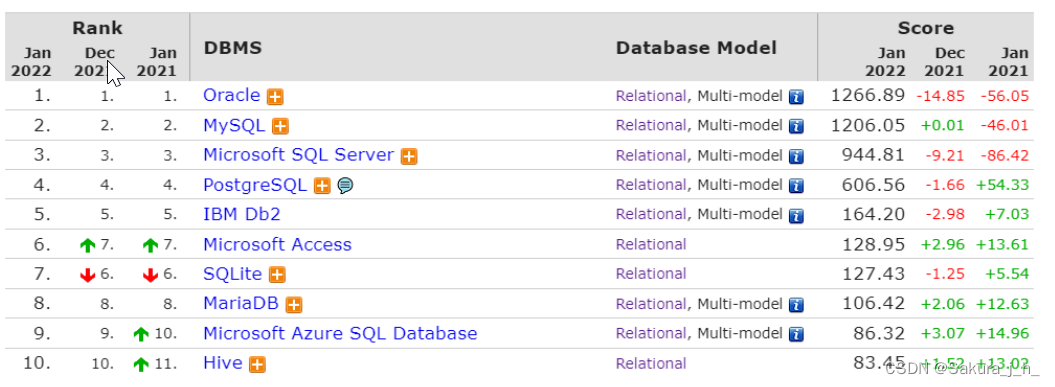 Rank Score
Jan Dec Jan DBMS Database Model Jan Dec Jan
2022 2021 2021 2022 2021 2021
1. 1. 1. Oracle Relational, Multi-model 1266.89 -14.85 -56.05
2. 2. 2. MySQL Relational, Multi-model 1206.05 +0.01 -46.01
3. 3. 3. Microsoft SQL Server Relational, Multi-model 944.81 -9.21 -86.42
4. 4. 4. PostgreSQL Relational, Multi-model 606.56 -1.66 +54.33
5. 5. 5. IBM Db2 Relational, Multi-model 164.20 -2.98 +7.03
6. 7. 7. Microsoft Access Relational 128.95 +2.96 +13.61
7. 6. 6. SQLite Relational 127.43 -1.25 +5.54
8. 8. 8. MariaDB Relational, Multi-model 106.42 +2.06 +12.63
9. 9. 10. Microsoft Azure SQL Database Relational, Multi-model 86.32 +3.07 +14.96
10. 10. 11. Hive Relational 83.45 +1.52 +13.02
CSDN @Sakura_j_n_